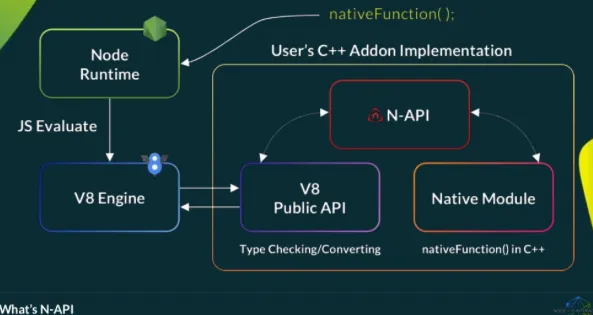 nativeFunction( );
Node
Runtime
User's C++ Addon Implementation
N-API
JS Evaluate
V8 Engine
V8
Public API
Native Module
Type Checking/Converting
nativeFunction() in C++
What's N-API